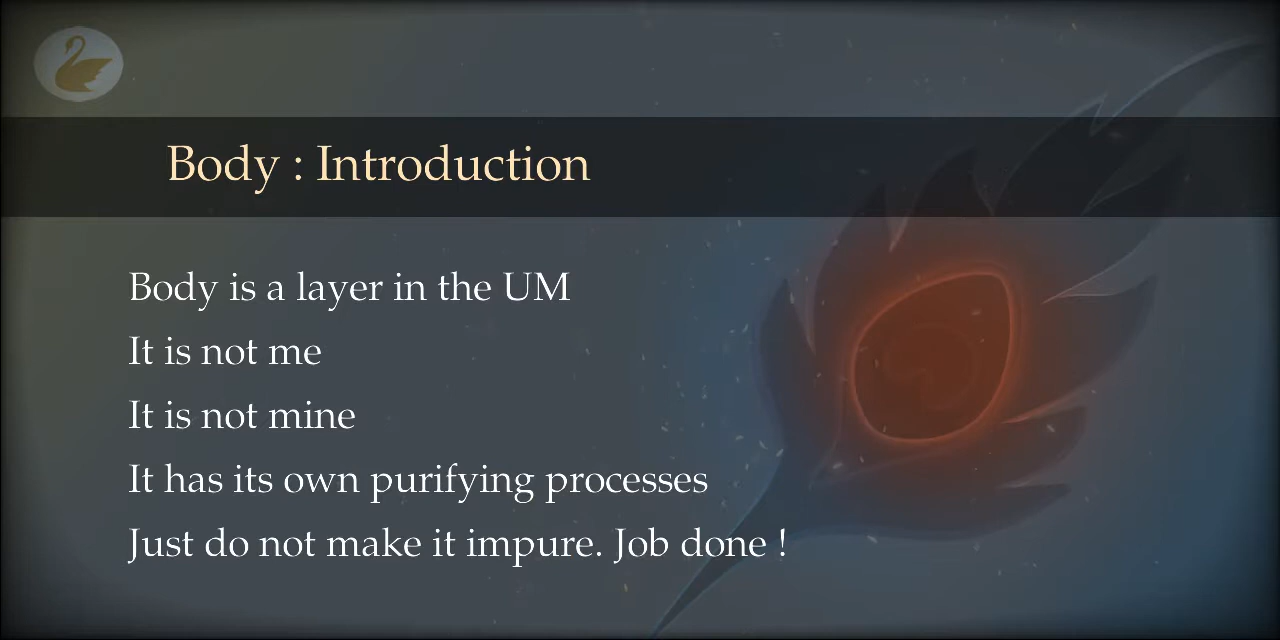 Body : Introduction
Body is a layer in the UM
It is not me
It is not mine
It has its own purifying processes
Just do not make it impure. Job done !